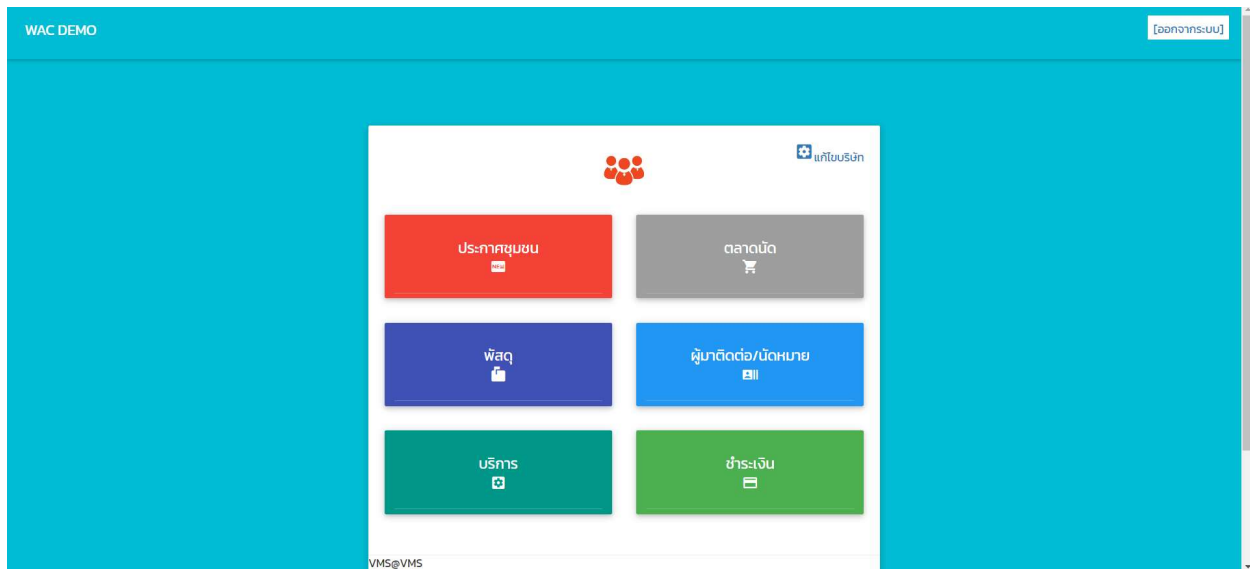 WAC DEMO
[ออกจากระบบ]
แก้ไขบริษัท
ประกาศชุมชน
NEW
ตลาดนัด
พัสดุ
ผู้มาติดต่อ/นัดหมาย
บริการ
ชำระเงิน
VMS@VMS